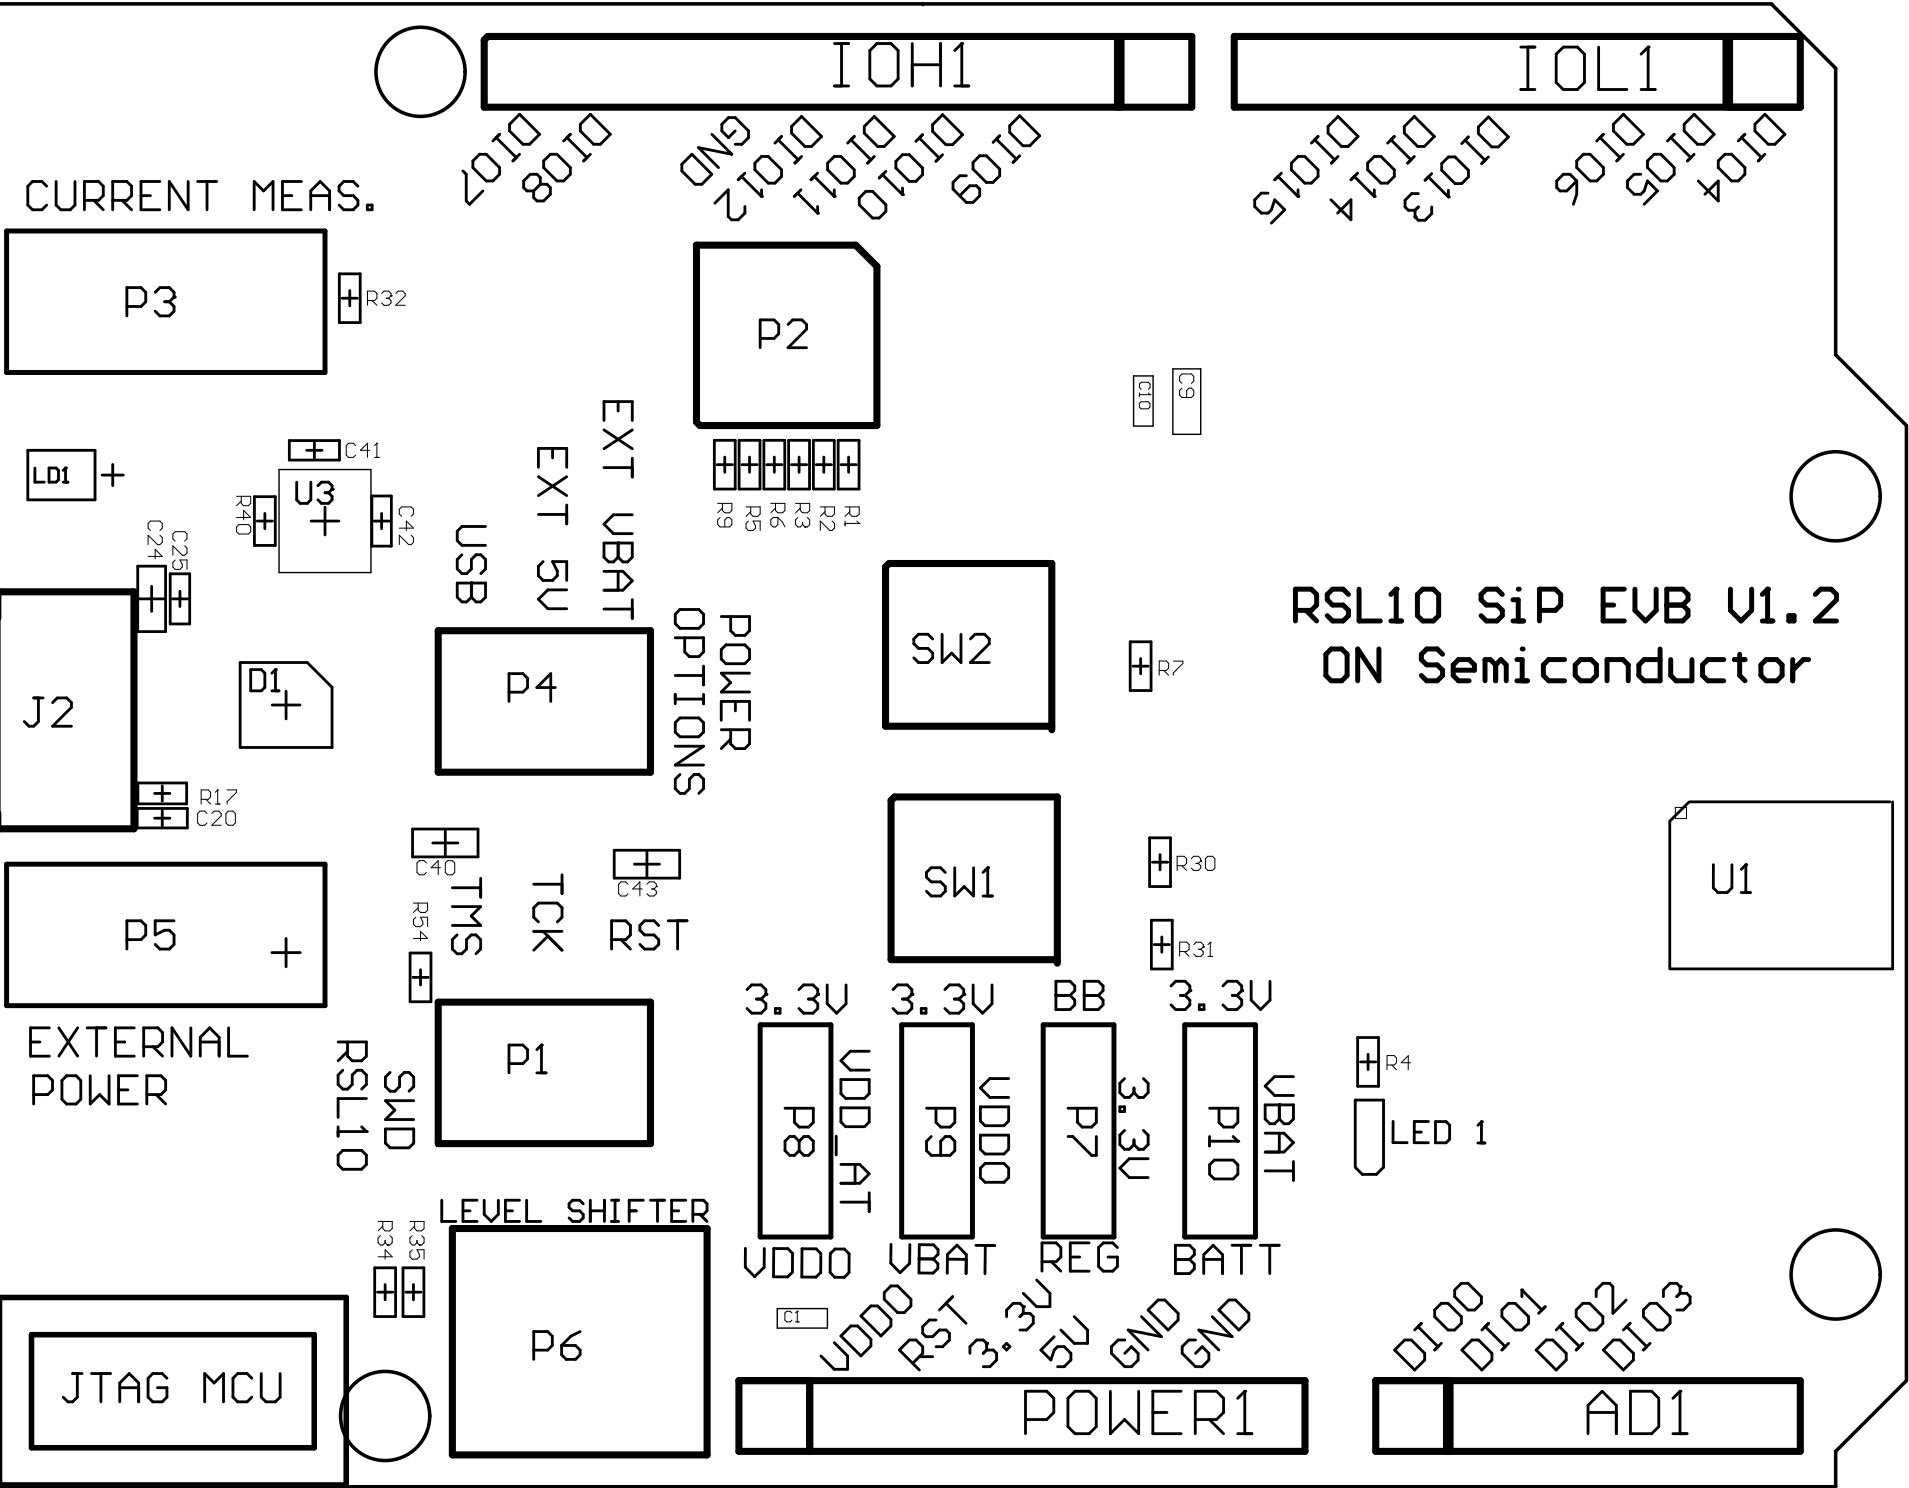 IOH1
IOL1
DIO7
DIO8
GND
DIO12
DIO11
DIO10
DIO9
DIO15
DIO14
DIO13
DIO6
DIO5
DIO4
CURRENT MEAS.
P3
R32
P2
C10
C9
EXT VBAT
EXT 5V
USB
LD1
C41
U3
R40
C42
C24
C25
R9
R5
R6
R3
R2
R1
RSL10 SiP EVB V1.2
ON Semiconductor
SW2
R7
POWER
OPTIONS
P4
D1
J2
R17
C20
C40
C43
SW1
R30
R31
U1
TMS
TCK
RST
R54
P5
EXTERNAL
POWER
RSL10
SWD
P1
3.3V
3.3V
BB
3.3V
P8
VDD_AT
P9
VDDO
P7
3.3V
P10
VBAT
R4
LED 1
VDDO
VBAT
REG
BATT
LEVEL SHIFTER
R34
R35
P6
JTAG MCU
C1
VDDO
RST
3.3V
5V
GND
GND
DIO0
DIO1
DIO2
DIO3
POWER1
AD1